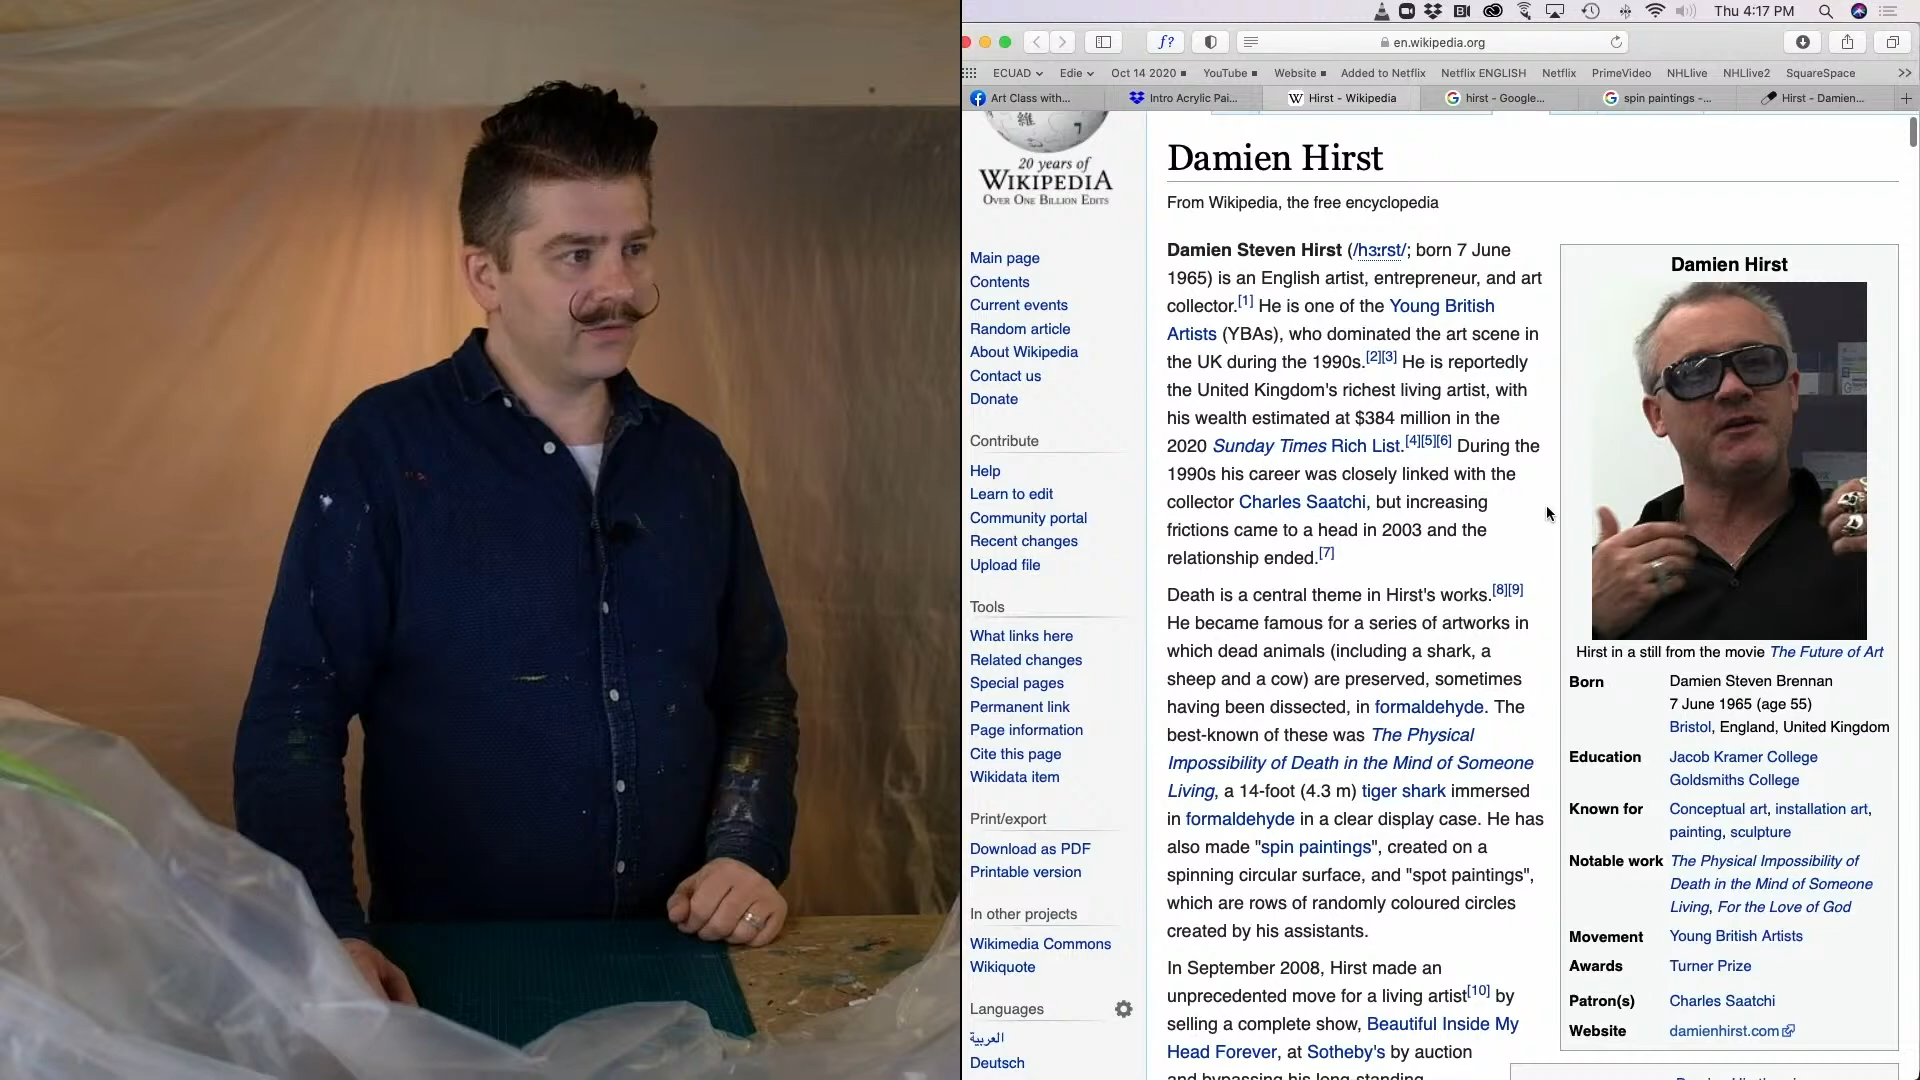 Thu 4:17 PM
en.wikipedia.org
ECUAD Edie Oct 14 2020 YouTube Website Added to Netflix Netflix ENGLISH Netflix PrimeVideo NHLlive NHLlive2 SquareSpace
Art Class with... Intro Acrylic Pai... Hirst - Wikipedia hirst - Google... spin paintings -... Hirst - Damien...
維
20 years of
WIKIPEDIA
OVER ONE BILLION EDITS
Main page
Contents
Current events
Random article
About Wikipedia
Contact us
Donate
Contribute
Help
Learn to edit
Community portal
Recent changes
Upload file
Tools
What links here
Related changes
Special pages
Permanent link
Page information
Cite this page
Wikidata item
Print/export
Download as PDF
Printable version
In other projects
Wikimedia Commons
Wikiquote
Languages
العربية
Deutsch
Damien Hirst
From Wikipedia, the free encyclopedia
Damien Steven Hirst (/hɜːrst/; born 7 June
1965) is an English artist, entrepreneur, and art
collector.[1] He is one of the Young British
Artists (YBAs), who dominated the art scene in
the UK during the 1990s.[2][3] He is reportedly
the United Kingdom's richest living artist, with
his wealth estimated at $384 million in the
2020 Sunday Times Rich List.[4][5][6] During the
1990s his career was closely linked with the
collector Charles Saatchi, but increasing
frictions came to a head in 2003 and the
relationship ended.[7]
Death is a central theme in Hirst's works.[8][9]
He became famous for a series of artworks in
which dead animals (including a shark, a
sheep and a cow) are preserved, sometimes
having been dissected, in formaldehyde. The
best-known of these was The Physical
Impossibility of Death in the Mind of Someone
Living, a 14-foot (4.3 m) tiger shark immersed
in formaldehyde in a clear display case. He has
also made "spin paintings", created on a
spinning circular surface, and "spot paintings",
which are rows of randomly coloured circles
created by his assistants.
In September 2008, Hirst made an
unprecedented move for a living artist[10] by
selling a complete show, Beautiful Inside My
Head Forever, at Sotheby's by auction
and bypassing his long-standing
Damien Hirst
Hirst in a still from the movie The Future of Art
Born Damien Steven Brennan
7 June 1965 (age 55)
Bristol, England, United Kingdom
Education Jacob Kramer College
Goldsmiths College
Known for Conceptual art, installation art,
painting, sculpture
Notable work The Physical Impossibility of
Death in the Mind of Someone
Living, For the Love of God
Movement Young British Artists
Awards Turner Prize
Patron(s) Charles Saatchi
Website damienhirst.com